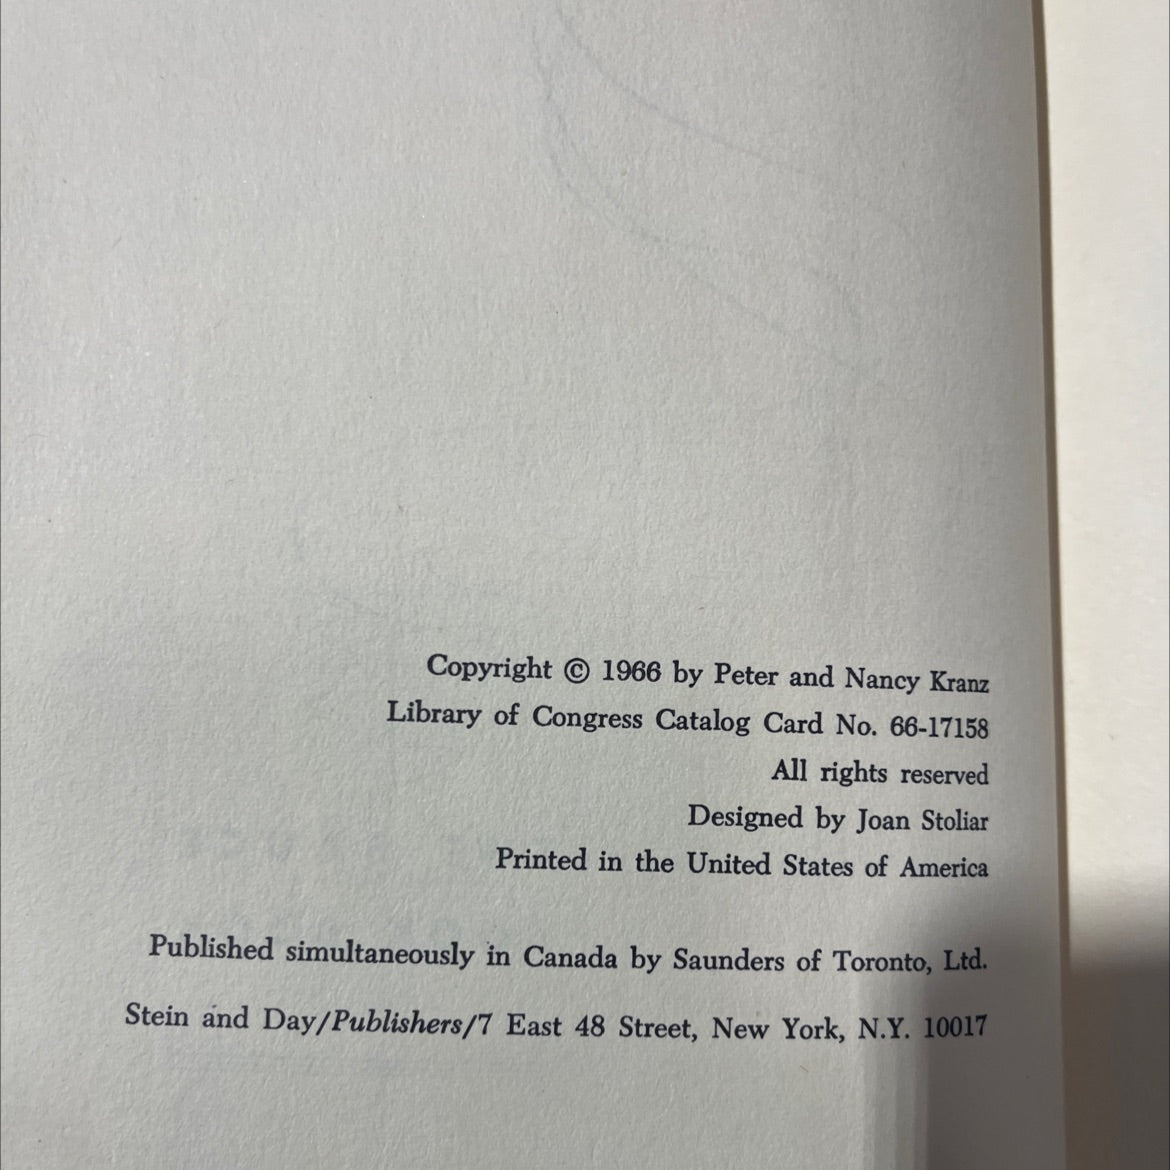 Copyright © 1966 by Peter and Nancy Kranz
Library of Congress Catalog Card No. 66-17158
All rights reserved
Designed by Joan Stoliar
Printed in the United States of America
Published simultaneously in Canada by Saunders of Toronto, Ltd.
Stein and Day/Publishers/7 East 48 Street, New York, N.Y. 10017